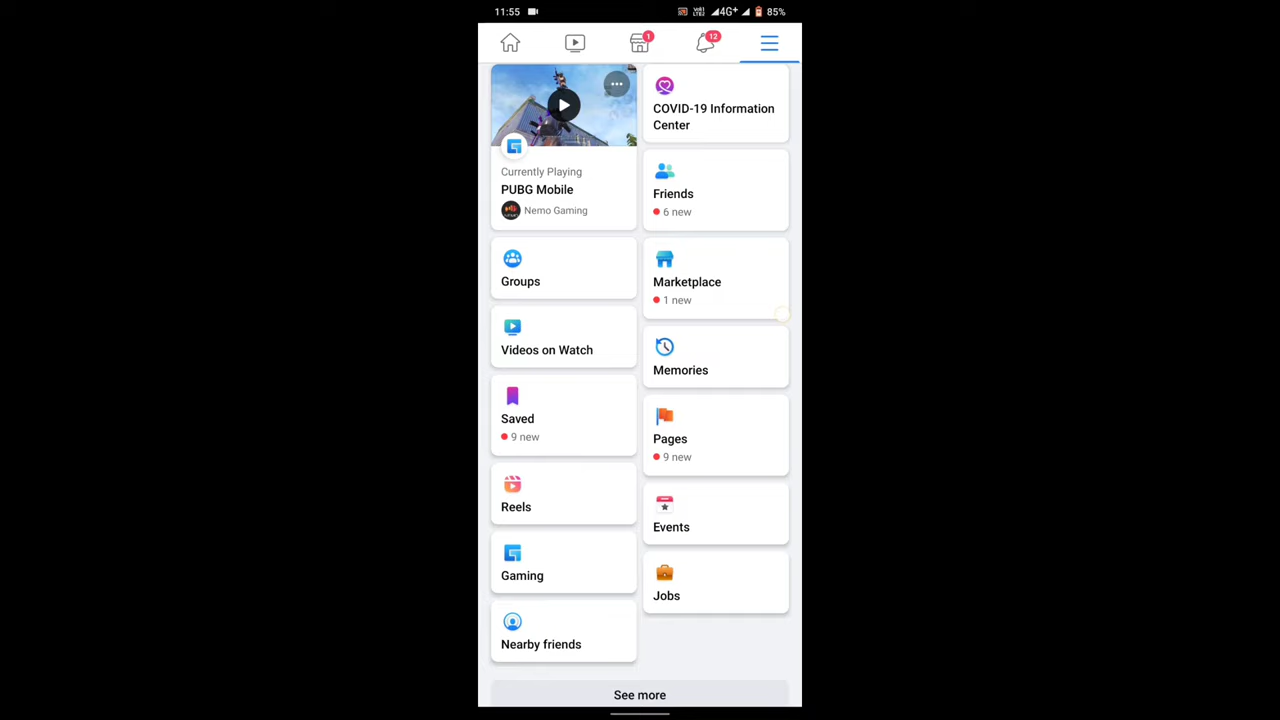 11:55
4G+ 85%
1
12
Currently Playing
PUBG Mobile
Nemo Gaming
Groups
Videos on Watch
Saved
9 new
Reels
Gaming
Nearby friends
COVID-19 Information
Center
Friends
6 new
Marketplace
1 new
Memories
Pages
9 new
Events
Jobs
See more